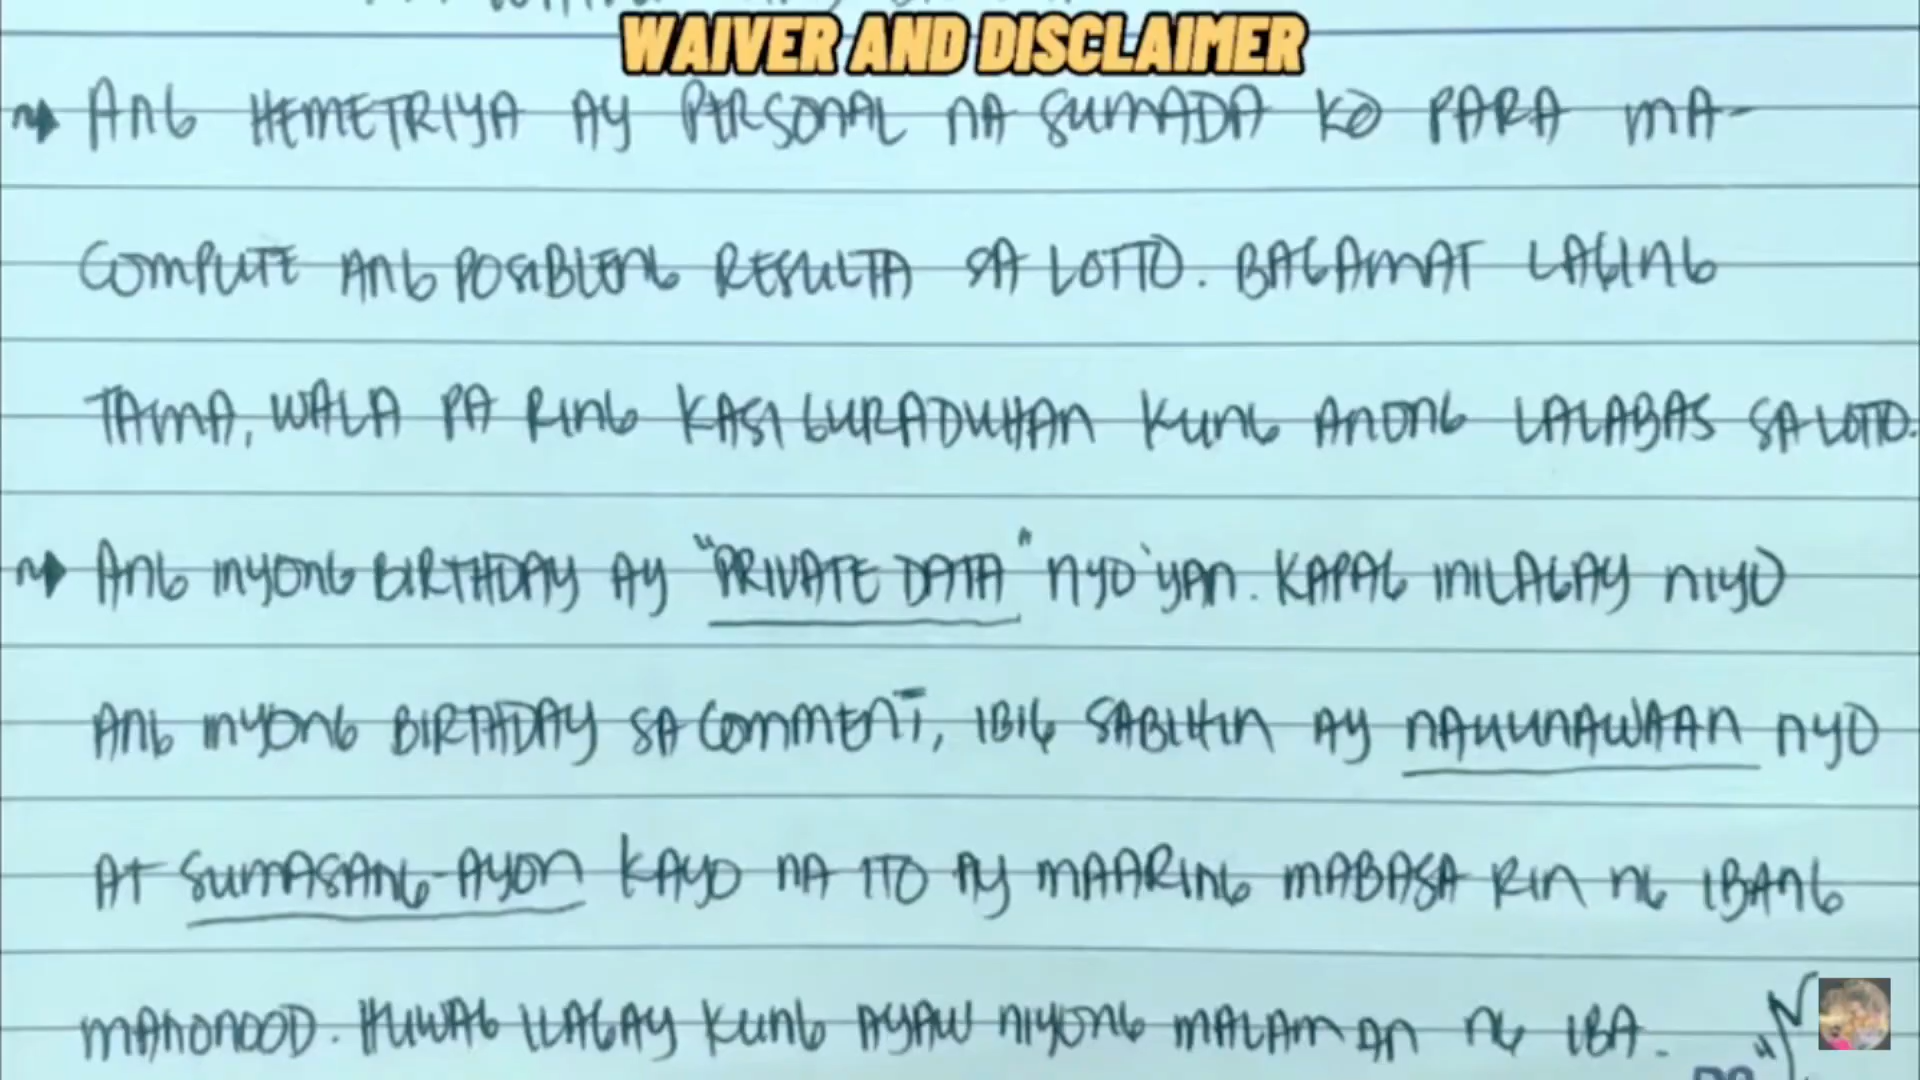 WAIVER AND DISCLAIMER
ANG HEMETRIYA AY PERSONAL NA SUMADA KO PARA MA-
COMPUTE ANG POSIBLENG RESULTA SA LOTTO. BAGAMAT LAGING
TAMA, WALA PA RING KASIGURADUHAN KUNG ANONG LALABAS SA LOTTO.
ANG INYONG BIRTHDAY AY "PRIVATE DATA" NYO 'YAN. KAPAG INILAGAY NIYO
ANG INYONG BIRTHDAY SA COMMENT, IBIG SABIHIN AY NAUUNAWAAN NYO
AT SUMASANG-AYON KAYO NA ITO AY MAARING MABASA RIN NG IBANG
MANONOOD. HUWAG ILAGAY KUNG AYAW NIYONG MALAMAN NG IBA.